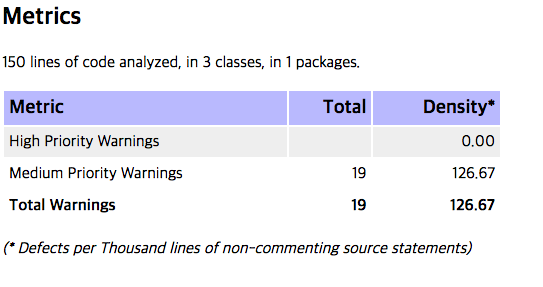 Metrics
150 lines of code analyzed, in 3 classes, in 1 packages.
Metric Total Density*
High Priority Warnings 0.00
Medium Priority Warnings 19 126.67
Total Warnings 19 126.67
(* Defects per Thousand lines of non-commenting source statements)